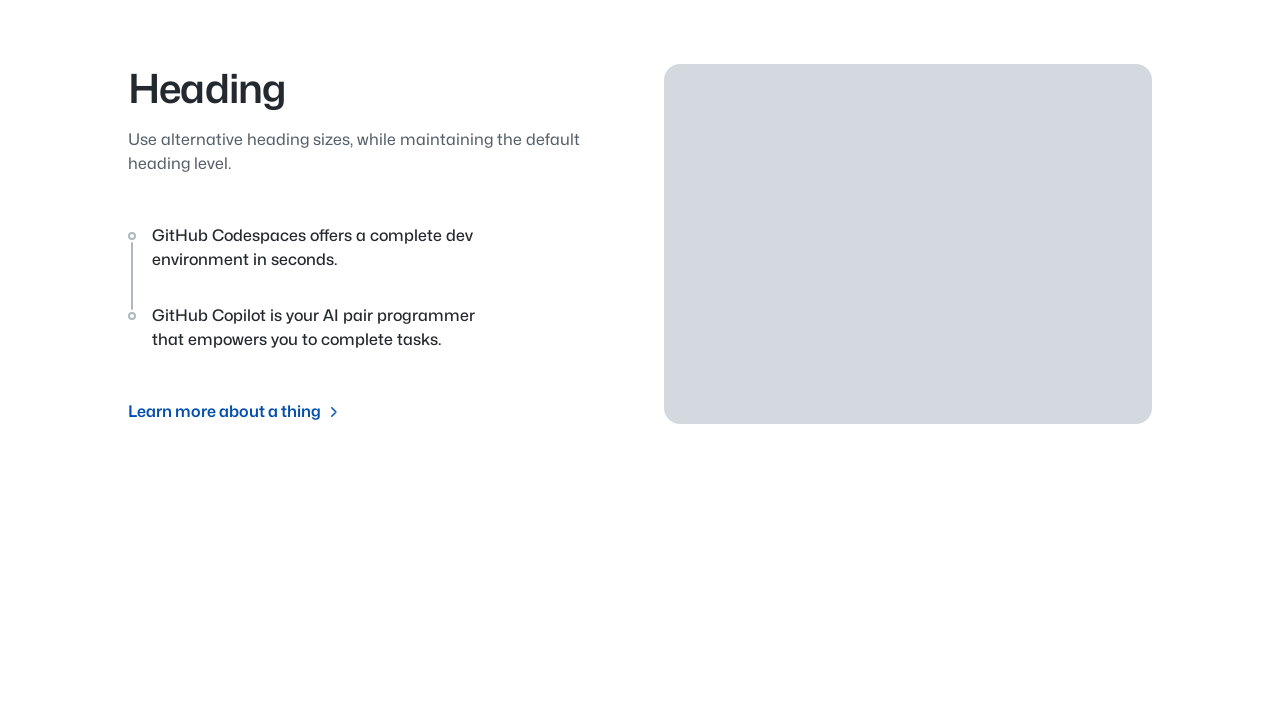 Heading
Use alternative heading sizes, while maintaining the default
heading level.
GitHub Codespaces offers a complete dev
environment in seconds.
GitHub Copilot is your AI pair programmer
that empowers you to complete tasks.
Learn more about a thing